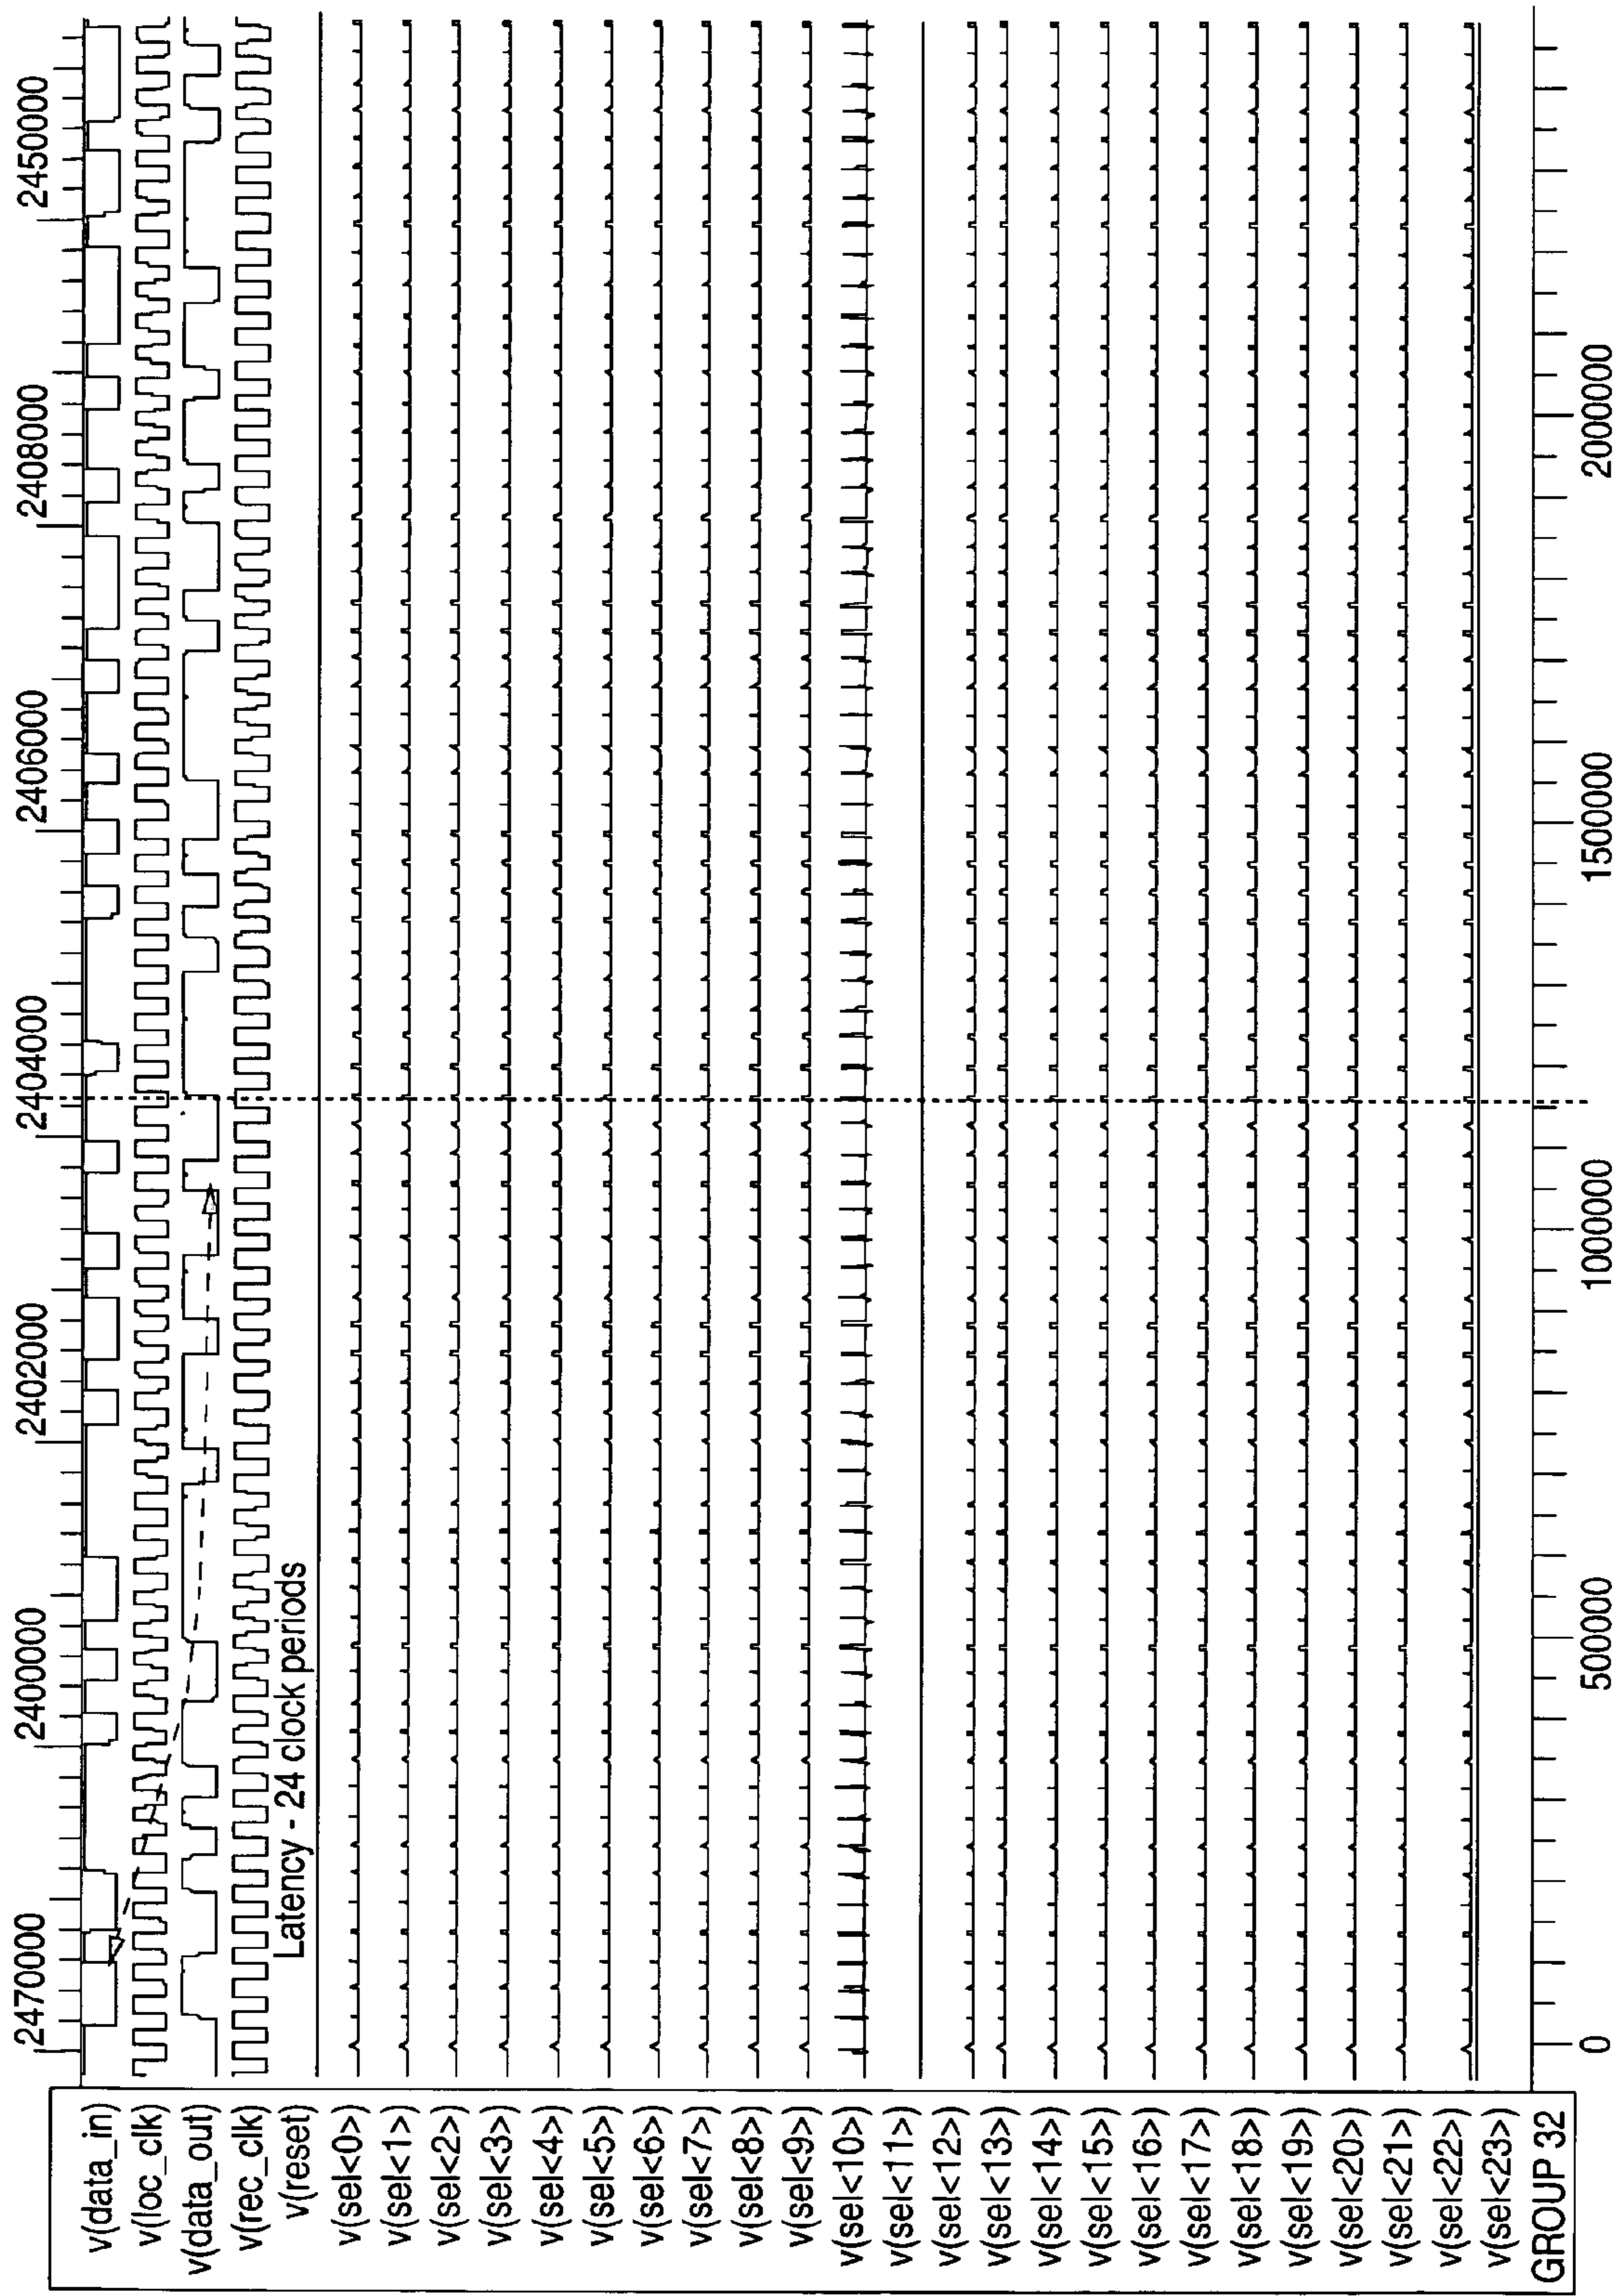 2470000 2400000 2402000 2404000 2406000 2408000 2450000
v(data_in)
v(loc_clk)
v(data_out)
v(rec_clk)
Latency - 24 clock periods
v(reset)
v(sel<0>)
v(sel<1>)
v(sel<2>)
v(sel<3>)
v(sel<4>)
v(sel<5>)
v(sel<6>)
v(sel<7>)
v(sel<8>)
v(sel<9>)
v(sel<10>)
v(sel<11>)
v(sel<12>)
v(sel<13>)
v(sel<14>)
v(sel<15>)
v(sel<16>)
v(sel<17>)
v(sel<18>)
v(sel<19>)
v(sel<20>)
v(sel<21>)
v(sel<22>)
v(sel<23>)
GROUP 32
0 500000 1000000 1500000 2000000